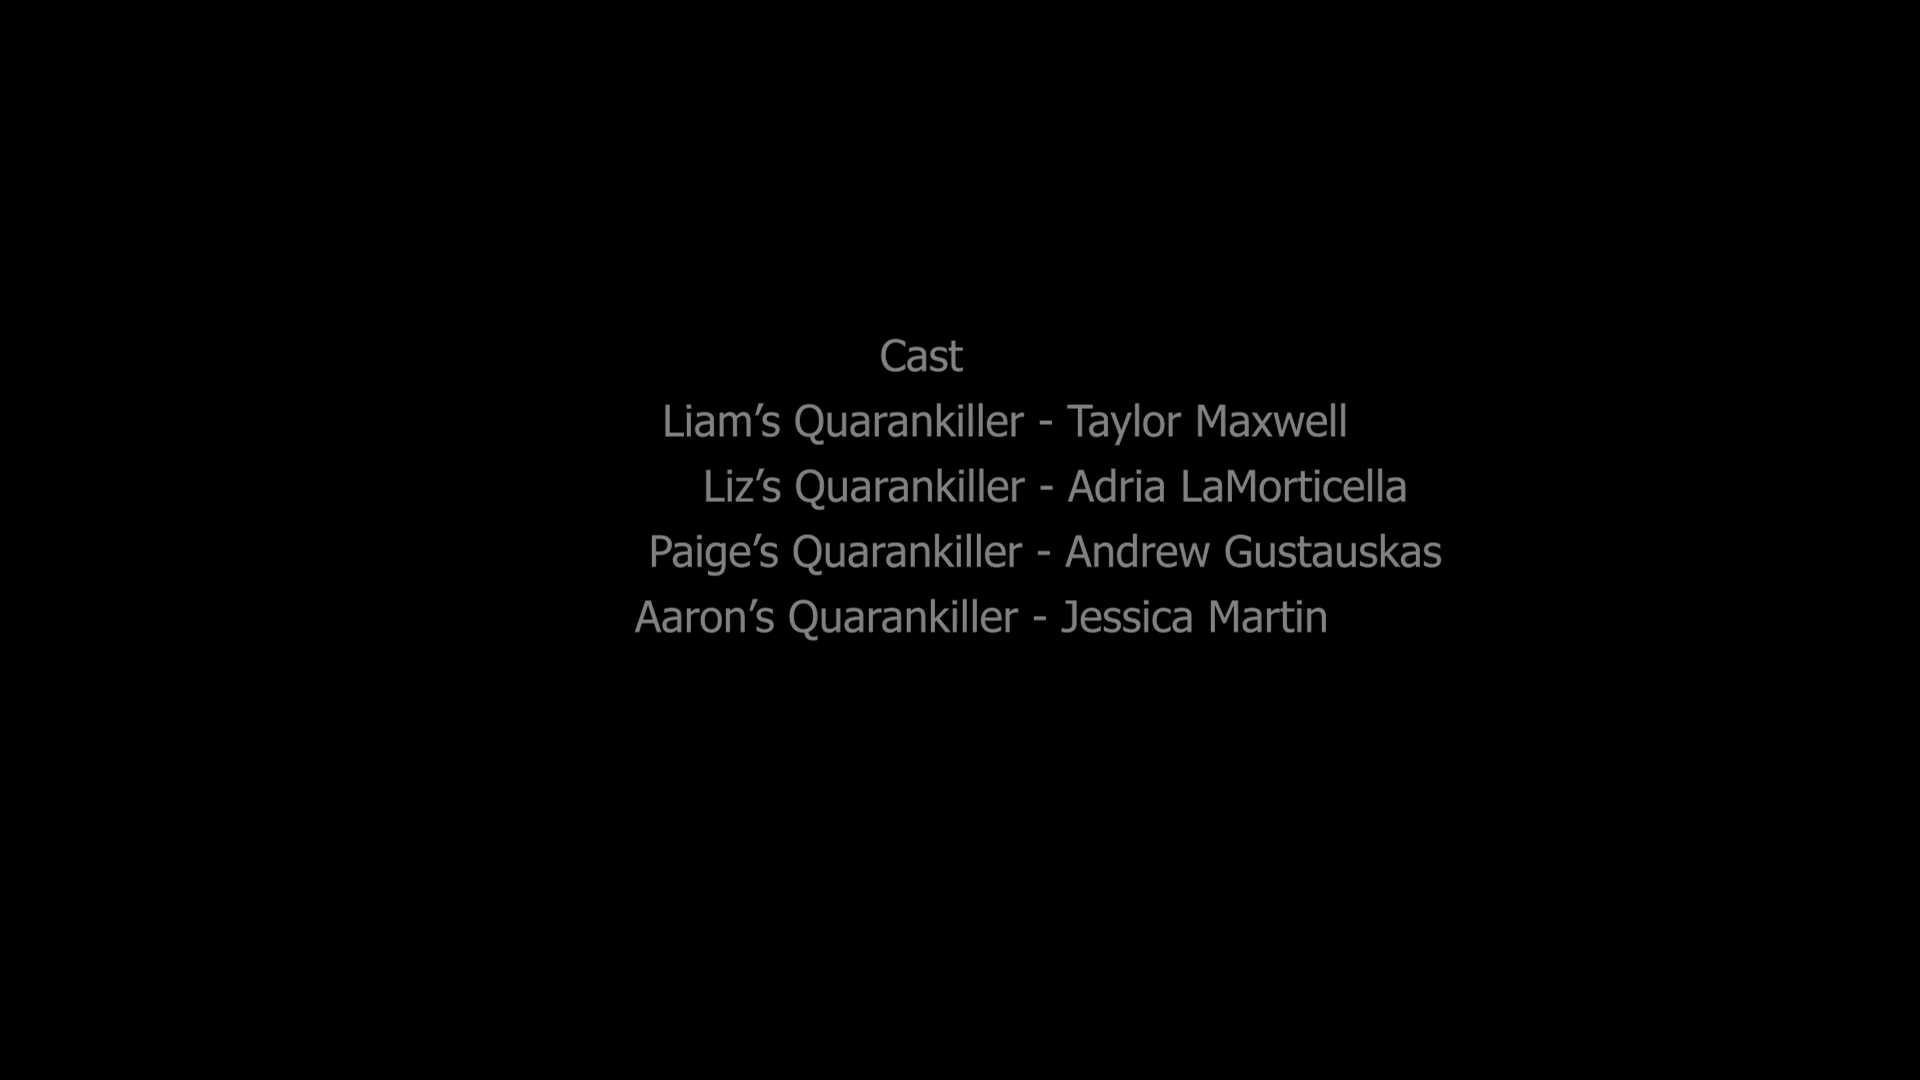 Cast
Liam’s Quarankiller - Taylor Maxwell
Liz’s Quarankiller - Adria LaMorticella
Paige’s Quarankiller - Andrew Gustauskas
Aaron’s Quarankiller - Jessica Martin